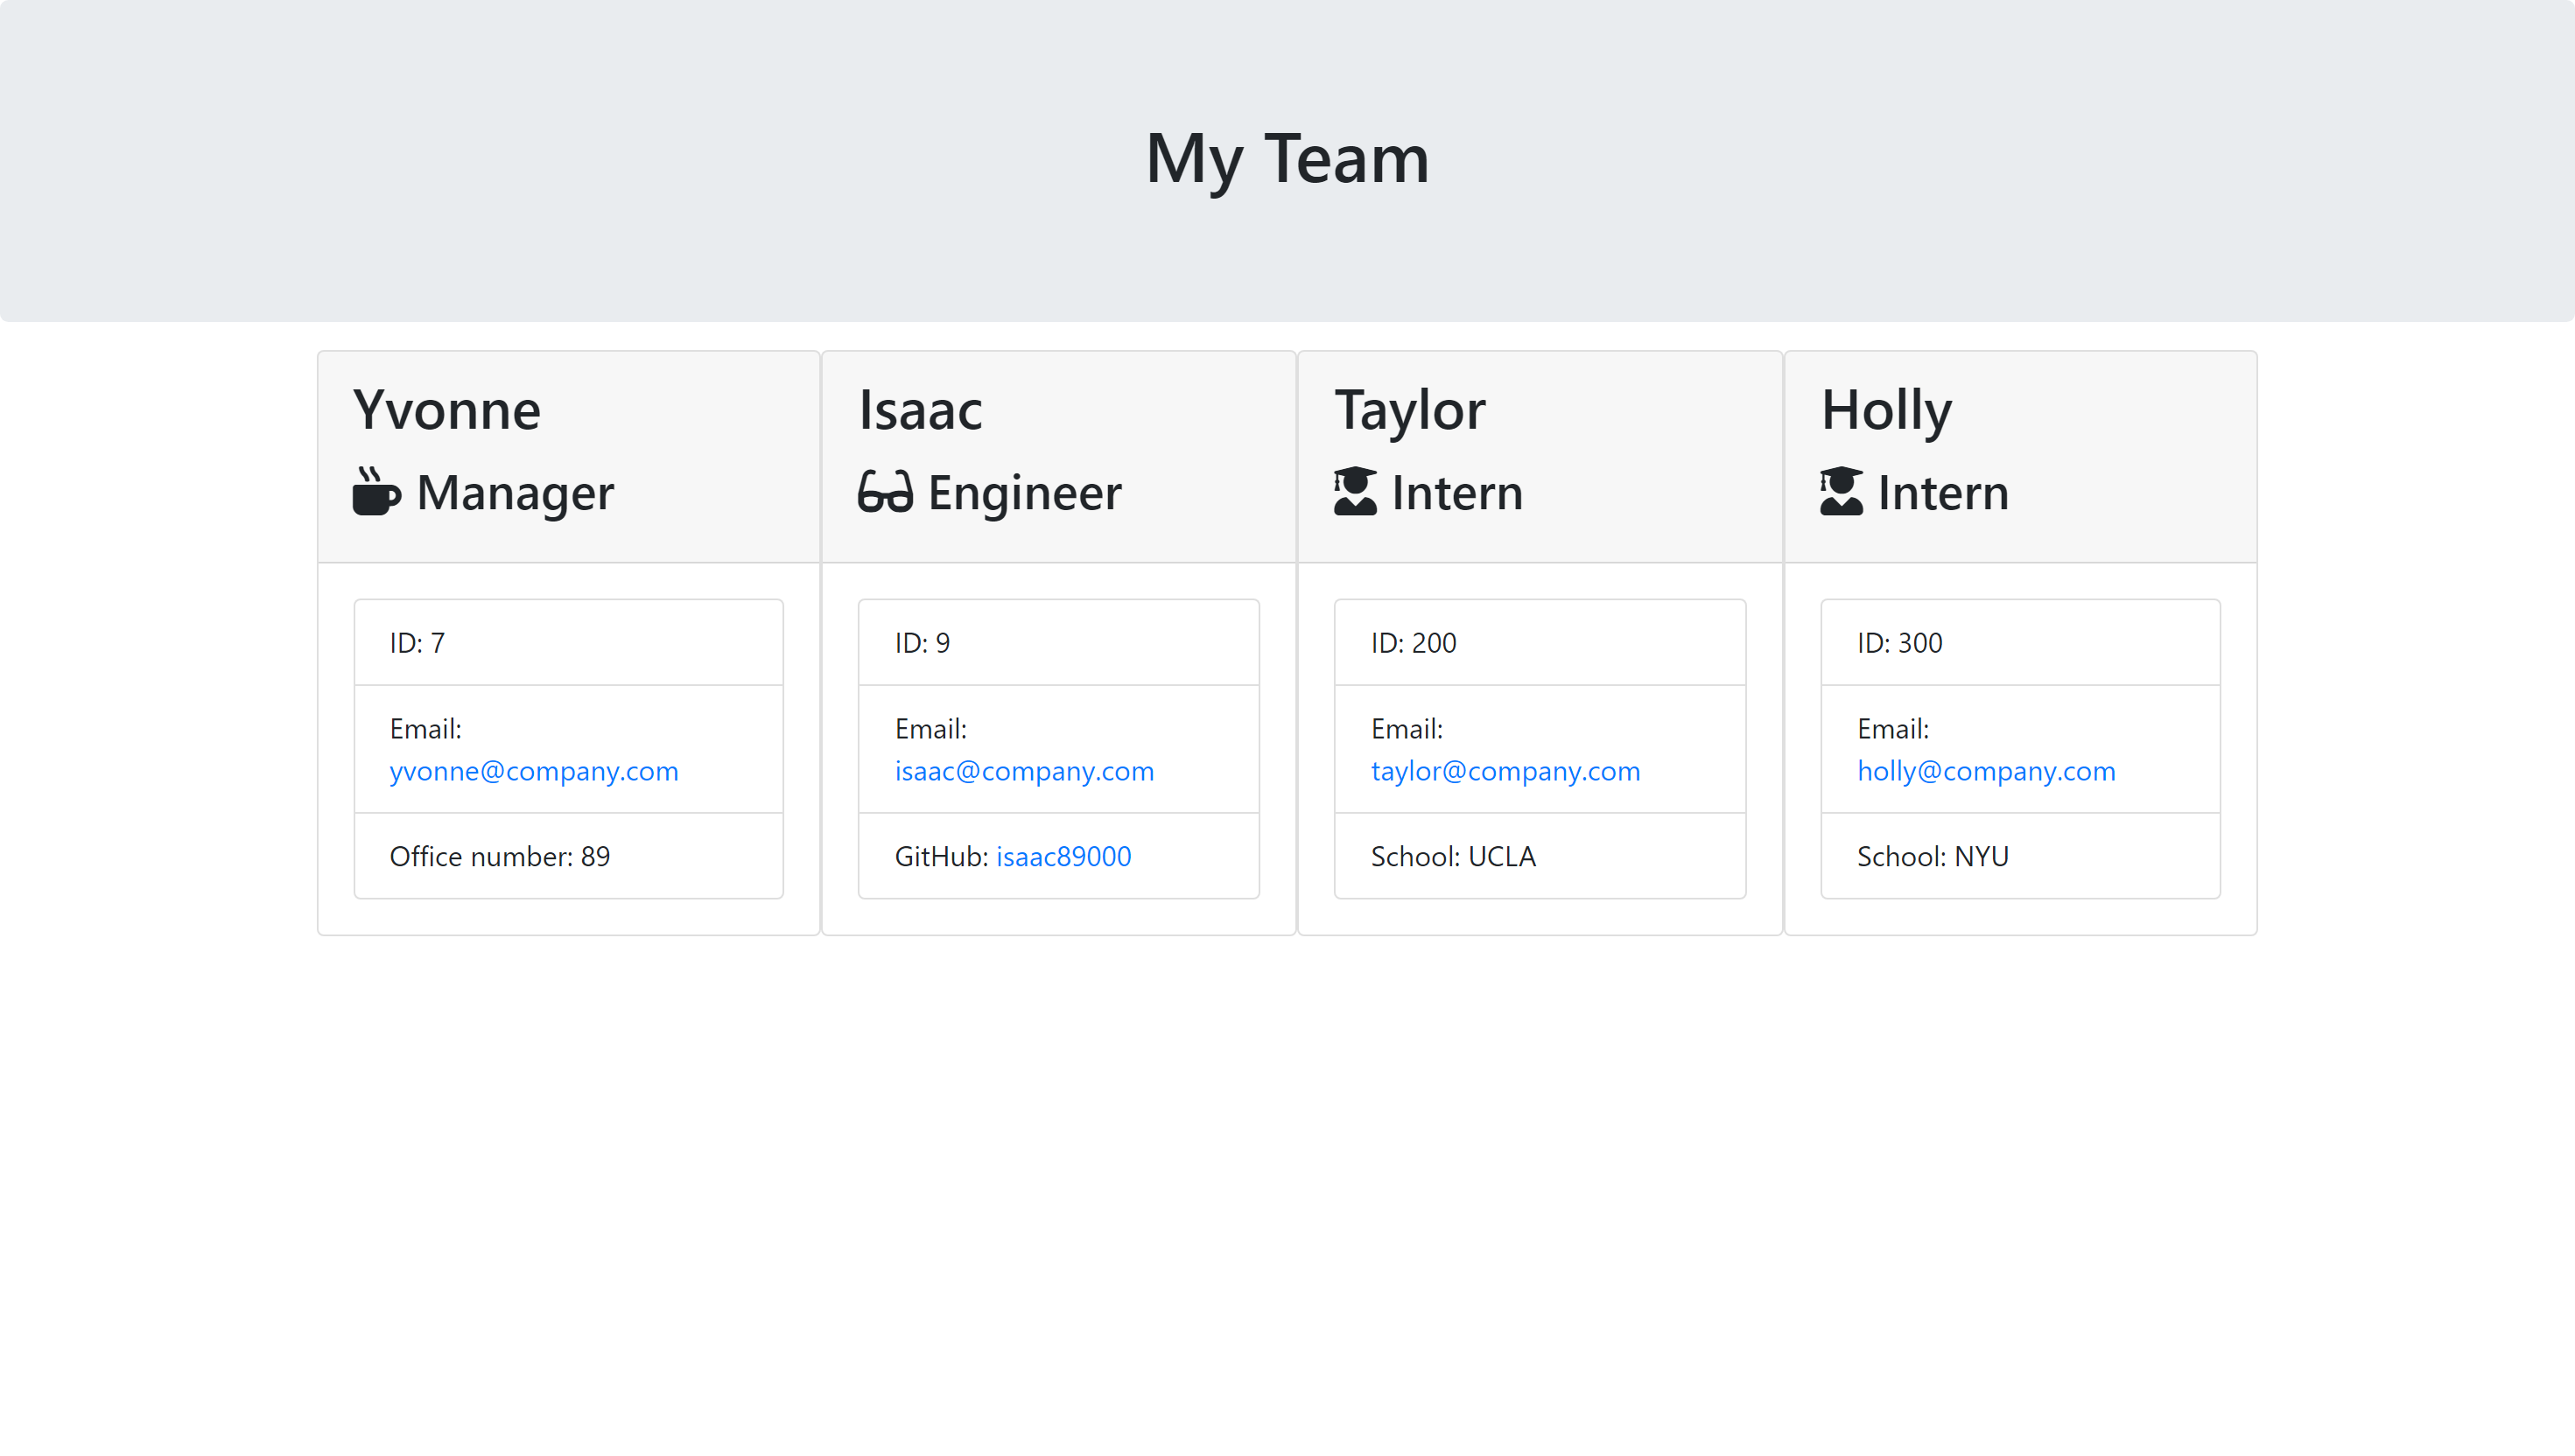 My Team
Yvonne
Manager
ID: 7
Email:
yvonne@company.com
Office number: 89
Isaac
Engineer
ID: 9
Email:
isaac@company.com
GitHub: isaac89000
Taylor
Intern
ID: 200
Email:
taylor@company.com
School: UCLA
Holly
Intern
ID: 300
Email:
holly@company.com
School: NYU